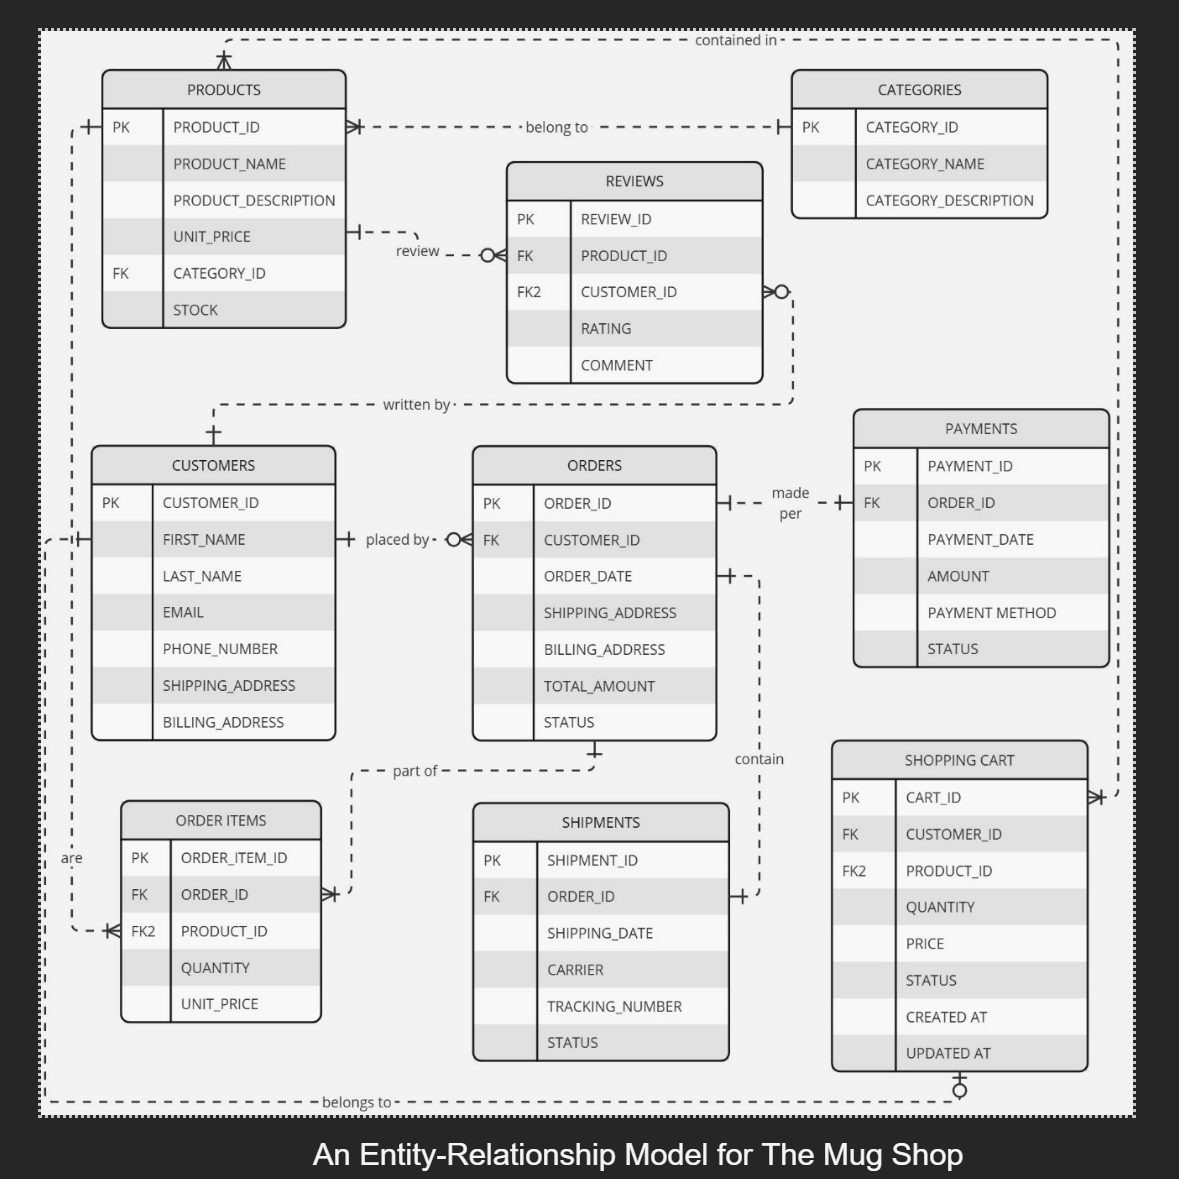 contained in
PRODUCTS
PK PRODUCT_ID
PRODUCT_NAME
PRODUCT_DESCRIPTION
UNIT_PRICE
FK CATEGORY_ID
STOCK
belong to
CATEGORIES
PK CATEGORY_ID
CATEGORY_NAME
CATEGORY_DESCRIPTION
review
REVIEWS
PK REVIEW_ID
FK PRODUCT_ID
FK2 CUSTOMER_ID
RATING
COMMENT
written by
CUSTOMERS
PK CUSTOMER_ID
FIRST_NAME
LAST_NAME
EMAIL
PHONE_NUMBER
SHIPPING_ADDRESS
BILLING_ADDRESS
placed by
ORDERS
PK ORDER_ID
FK CUSTOMER_ID
ORDER_DATE
SHIPPING_ADDRESS
BILLING_ADDRESS
TOTAL_AMOUNT
STATUS
made
per
PAYMENTS
PK PAYMENT_ID
FK ORDER_ID
PAYMENT_DATE
AMOUNT
PAYMENT METHOD
STATUS
part of
contain
are
ORDER ITEMS
PK ORDER_ITEM_ID
FK ORDER_ID
FK2 PRODUCT_ID
QUANTITY
UNIT_PRICE
SHIPMENTS
PK SHIPMENT_ID
FK ORDER_ID
SHIPPING_DATE
CARRIER
TRACKING_NUMBER
STATUS
SHOPPING CART
PK CART_ID
FK CUSTOMER_ID
FK2 PRODUCT_ID
QUANTITY
PRICE
STATUS
CREATED AT
UPDATED AT
belongs to
An Entity-Relationship Model for The Mug Shop